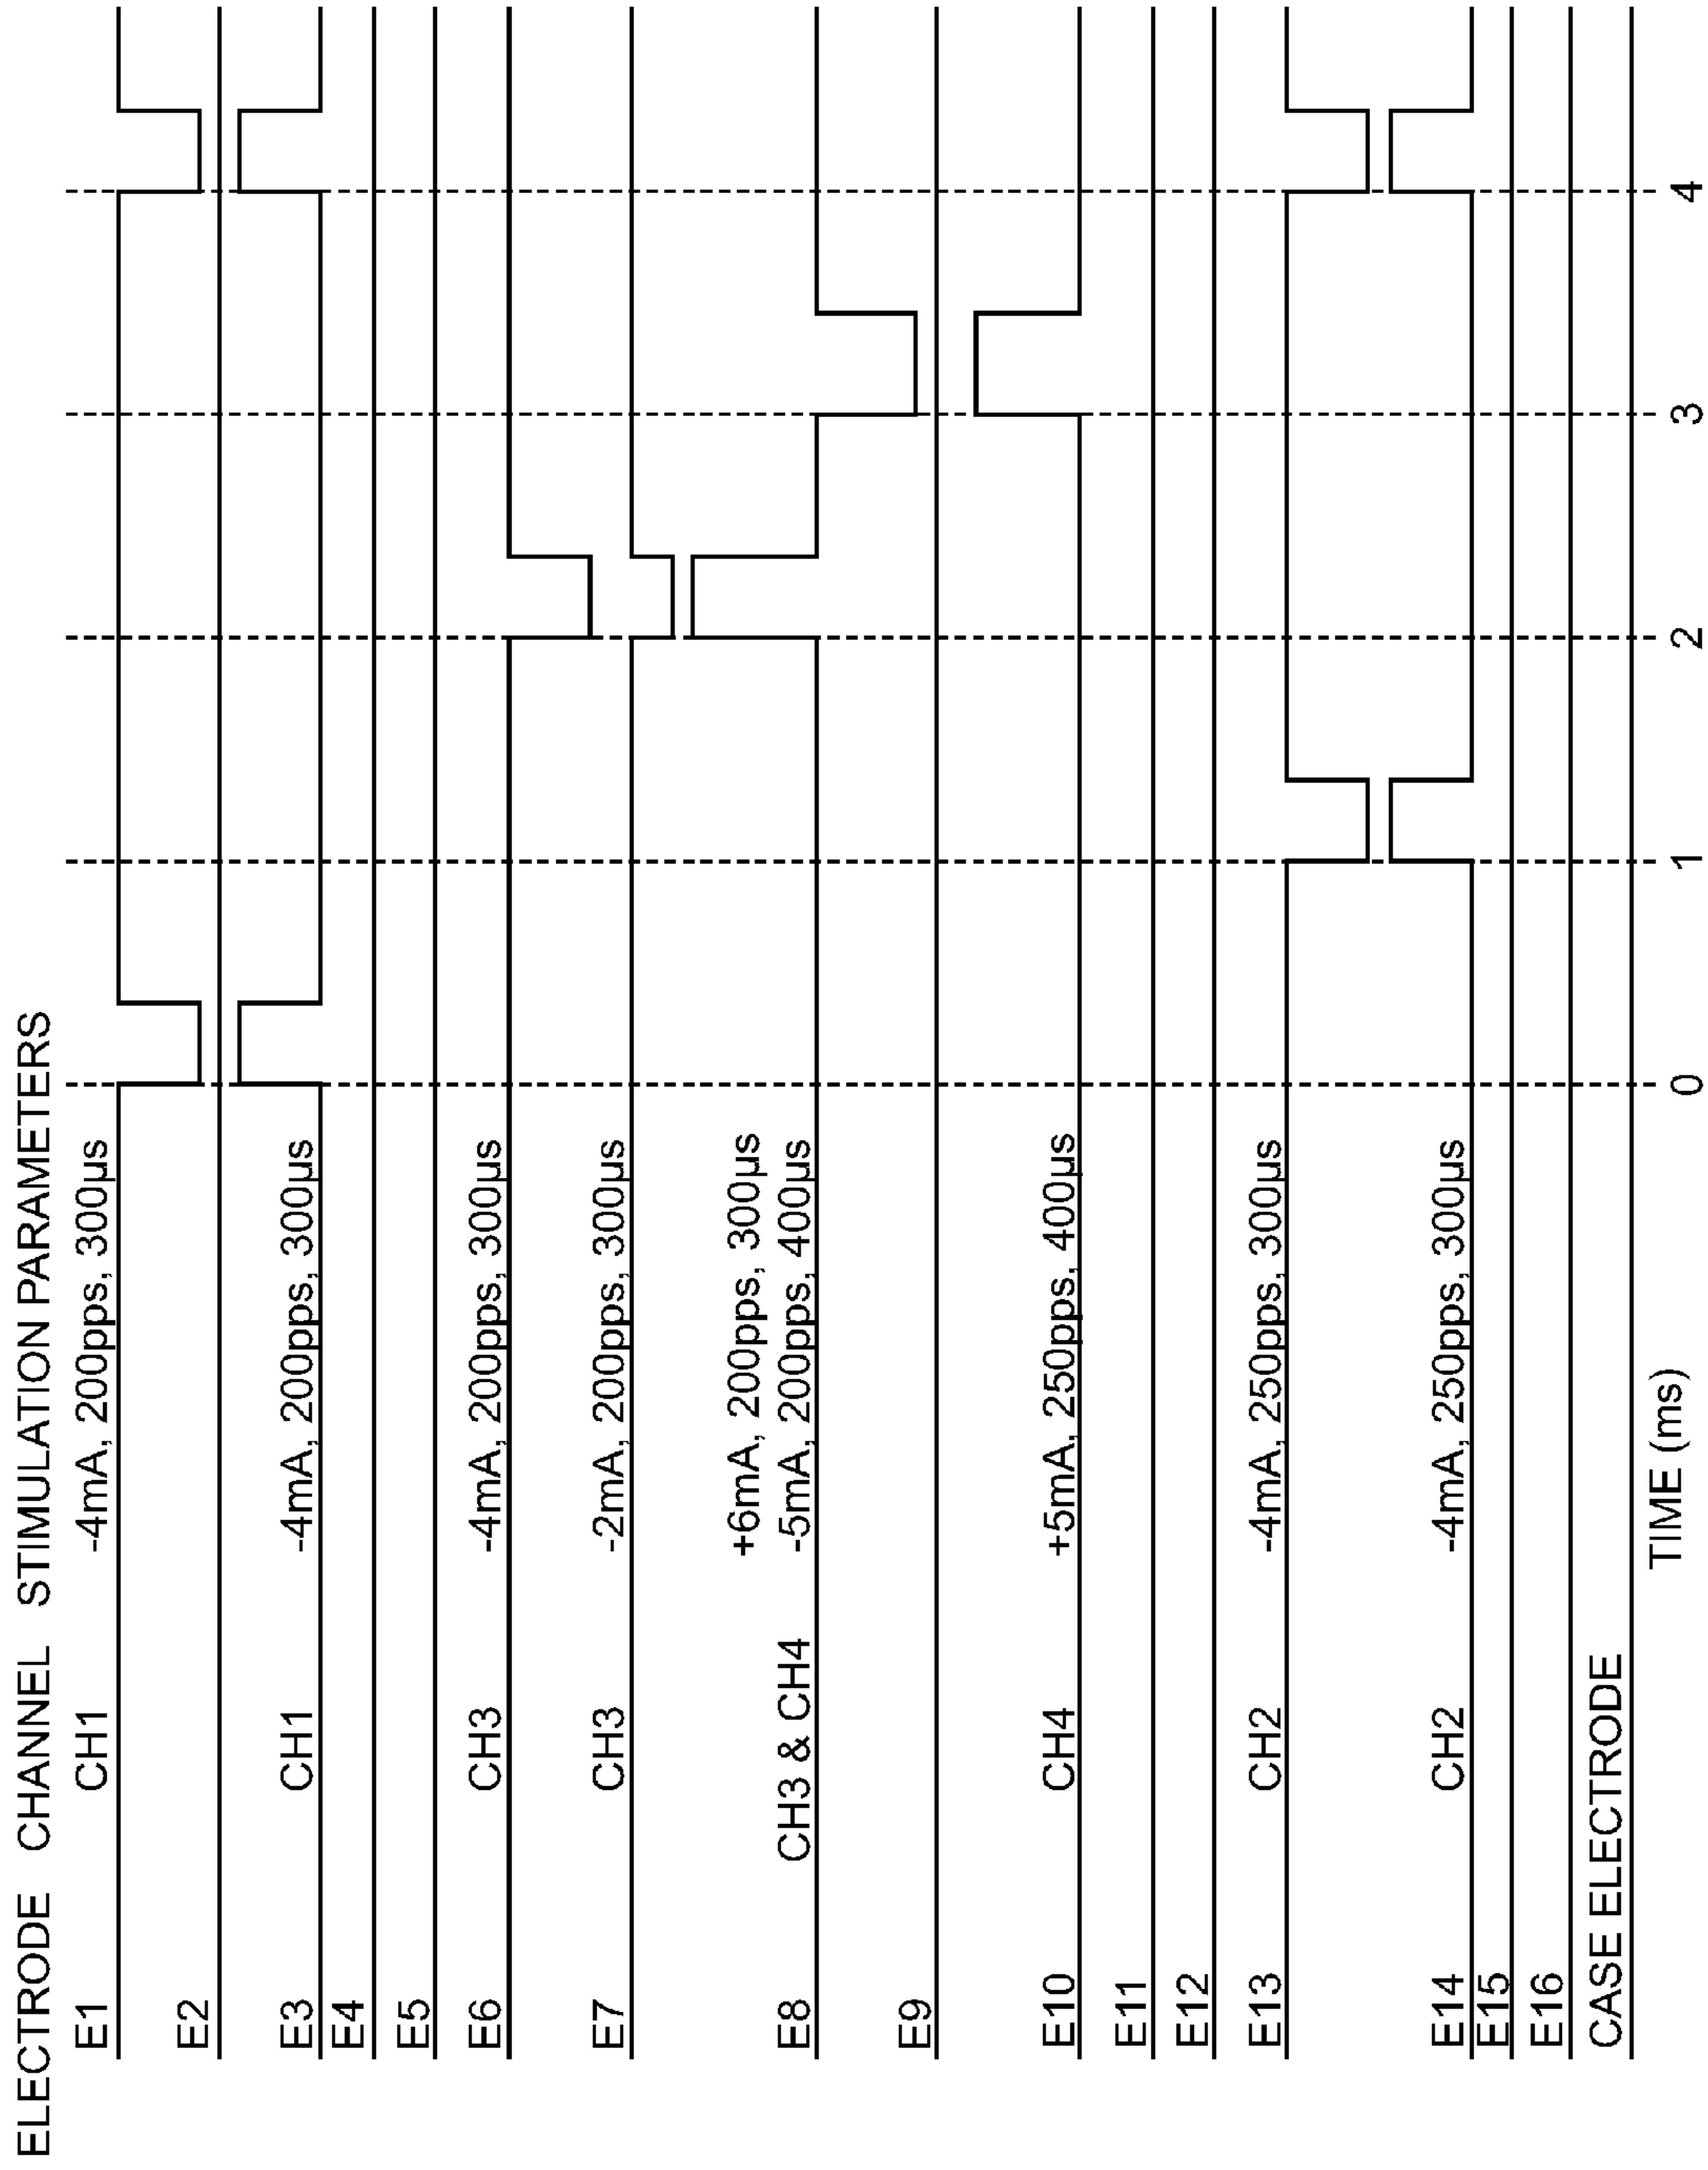 ELECTRODE CHANNEL STIMULATION PARAMETERS
E1 CH1 -4mA, 200pps, 300µs
E2
E3 CH1 -4mA, 200pps, 300µs
E4
E5
E6 CH3 -4mA, 200pps, 300µs
E7 CH3 -2mA, 200pps, 300µs
+6mA, 200pps, 300µs
E8 CH3 & CH4 -5mA, 200pps, 400µs
E9
E10 CH4 +5mA, 250pps, 400µs
E11
E12
E13 CH2 -4mA, 250pps, 300µs
E14 CH2 -4mA, 250pps, 300µs
E15
E16
CASE ELECTRODE
TIME (ms) 0 1 2 3 4